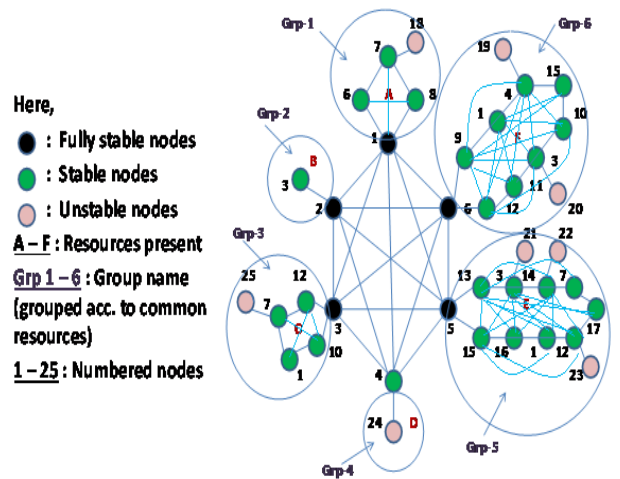 Here,
: Fully stable nodes
: Stable nodes
: Unstable nodes
A – F : Resources present
Grp 1 – 6 : Group name
(grouped acc. to common
resources)
1 – 25 : Numbered nodes
Grp-1
18
7
6
A
8
1
Grp-2
B
3
2
Grp-3
25
12
7
C
10
1
3
4
24
D
Grp-4
Grp-6
19
15
4
1
10
F
9
3
11
12
6
20
21
22
13
3
14
7
E
17
5
15
16
1
12
23
Grp-5